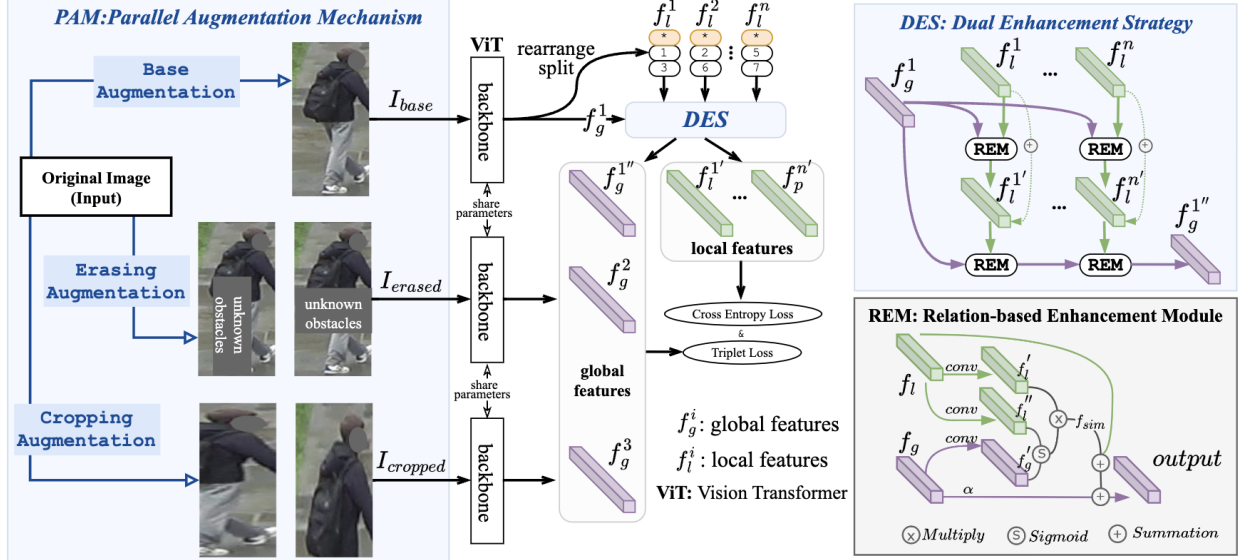 PAM:Parallel Augmentation Mechanism
Base
Augmentation
Original Image
(Input)
Erasing
Augmentation
unknown
obstacles
unknown
obstacles
Cropping
Augmentation
I_base
I_erased
I_cropped
ViT
backbone
share
parameters
backbone
share
parameters
backbone
rearrange
split
f_l^1 f_l^2 f_l^n
* * *
1 2 5
3 6 7
f_g^1
DES
f_g^{1''}
f_g^2
global
features
f_g^3
f_l^{1'} ... f_p^{n'}
local features
Cross Entropy Loss
&
Triplet Loss
f_g^i: global features
f_l^i : local features
ViT: Vision Transformer
DES: Dual Enhancement Strategy
f_g^1 f_l^1 ... f_l^n
+ +
REM REM
f_l^{1'} ... f_l^{n'}
f_g^{1''}
REM REM
REM: Relation-based Enhancement Module
f_l conv f_l'
conv f_l''
x f_sim
f_g conv f_g'
S
+
α
+
output
x Multiply S Sigmoid + Summation